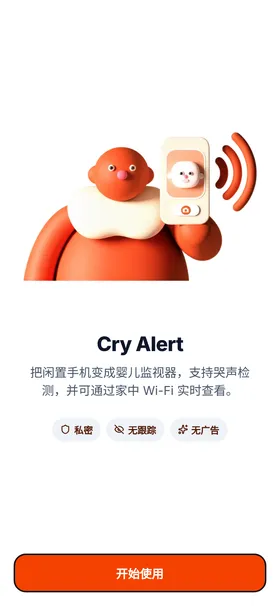 Cry Alert
把闲置手机变成婴儿监视器，支持哭声检
测，并可通过家中 Wi-Fi 实时查看。
私密 无跟踪 无广告
开始使用